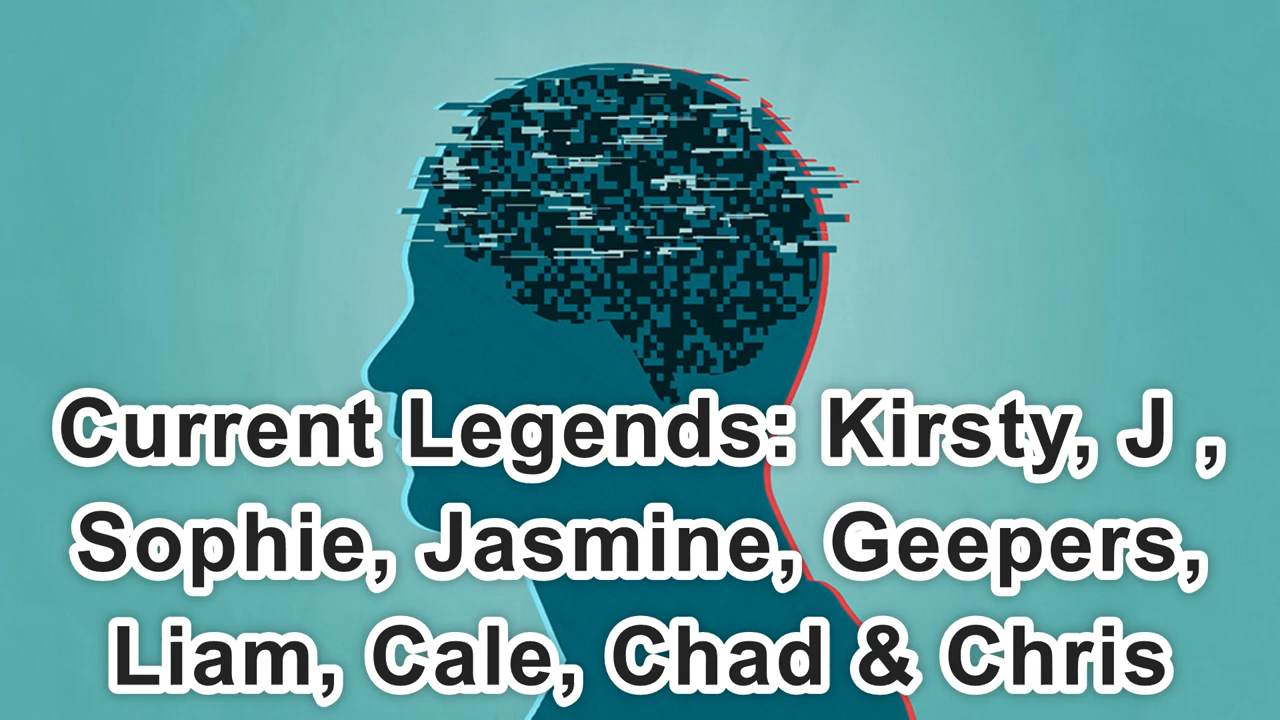 Current Legends: Kirsty, J ,
Sophie, Jasmine, Geepers,
Liam, Cale, Chad & Chris